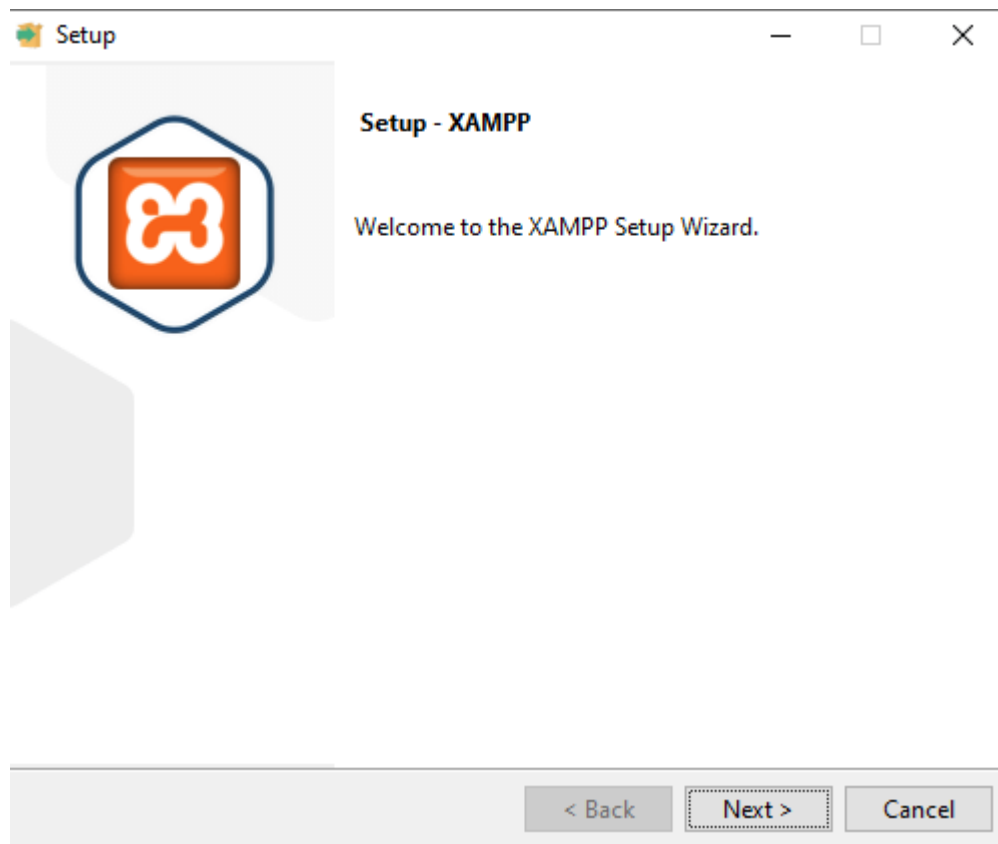 Setup
Setup - XAMPP
Welcome to the XAMPP Setup Wizard.
< Back
Next >
Cancel